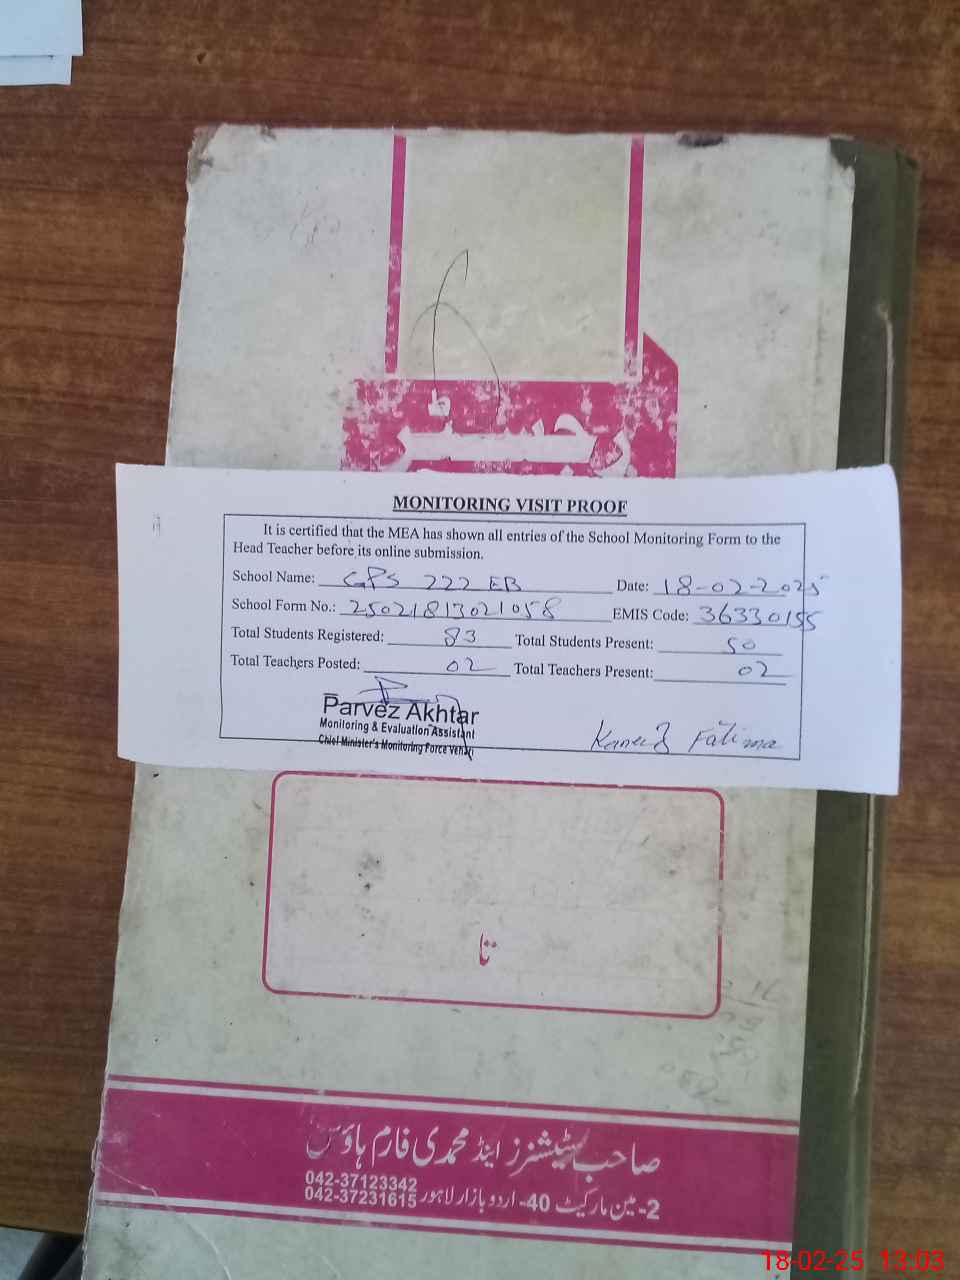 رجسٹر
MONITORING VISIT PROOF
It is certified that the MEA has shown all entries of the School Monitoring Form to the
Head Teacher before its online submission.
School Name: GPS 222 EB Date: 18-02-2025
School Form No.: 25021813021058 EMIS Code: 36330155
Total Students Registered: 83 Total Students Present: 50
Total Teachers Posted: 02 Total Teachers Present: 02
Parvez Akhtar
Monitoring & Evaluation Assistant
Chief Minister's Monitoring Force Vehari
Kaneez Fatima
تا
صاحب سٹیشنرز اینڈ محمدی فارم ہاؤس
2-مین مارکیٹ 40-اردو بازار لاہور 042-37123342
042-37231615
18-02-25 13:03